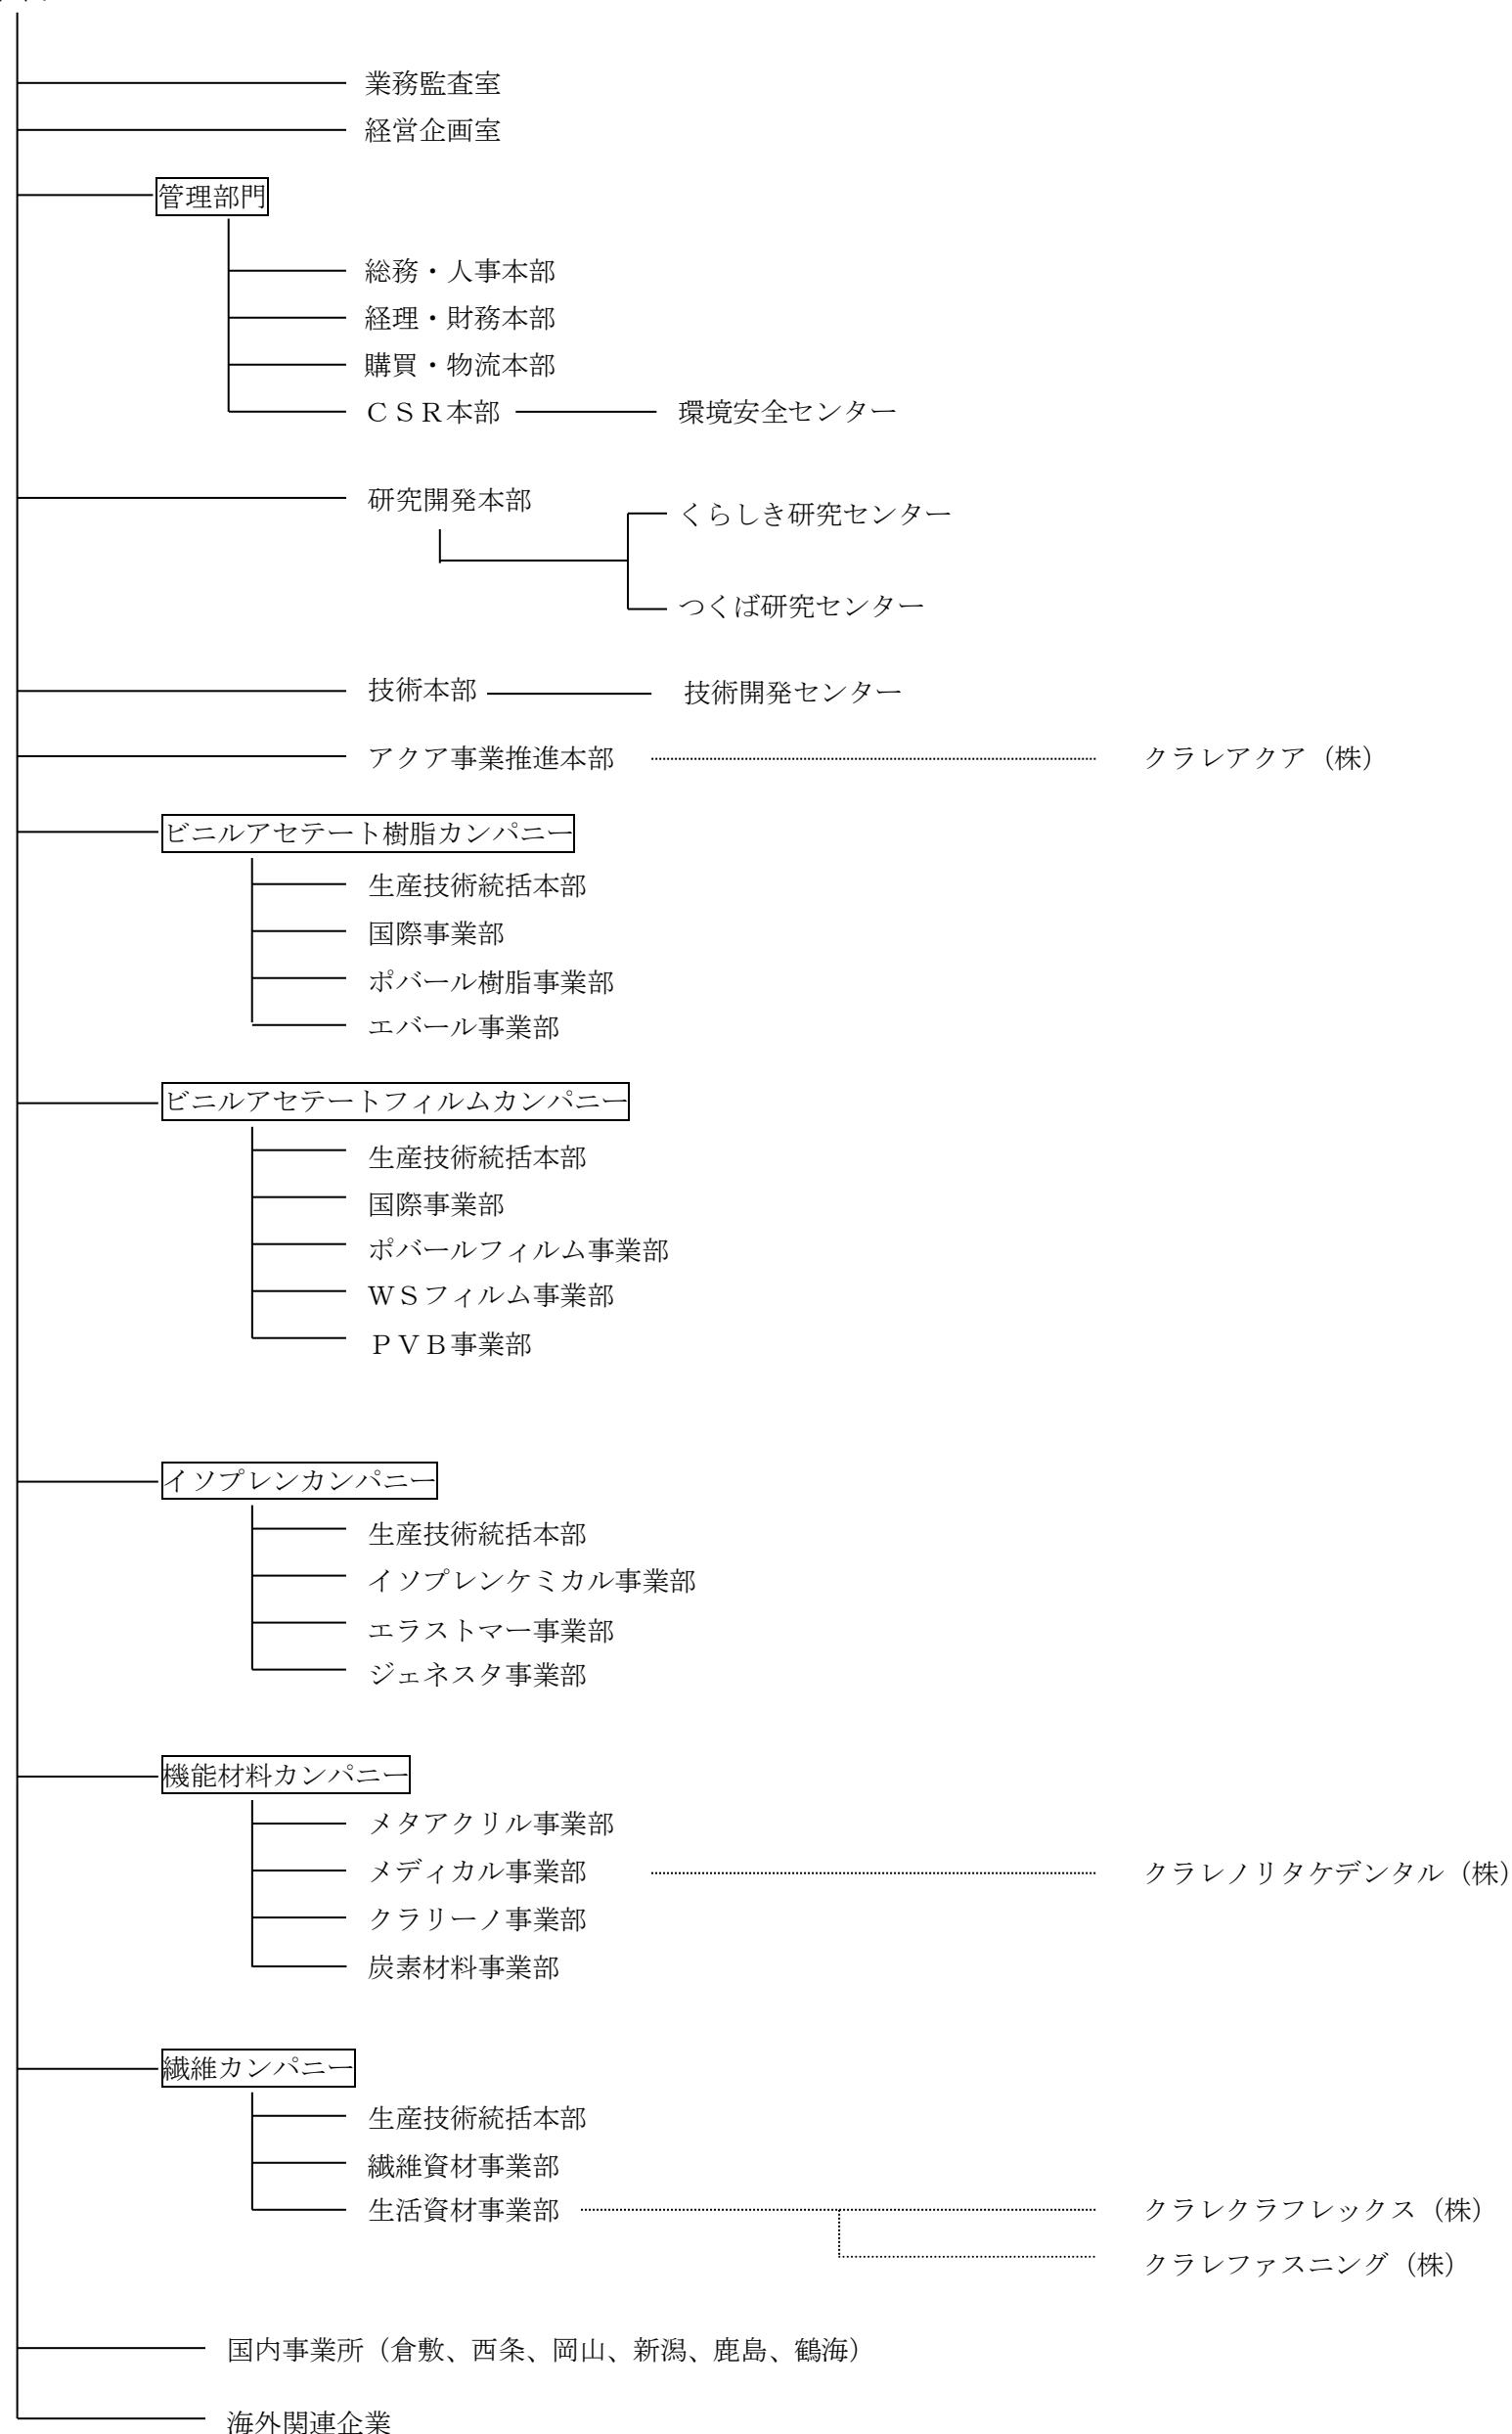 業務監査室
経営企画室
管理部門
総務・人事本部
経理・財務本部
購買・物流本部
ＣＳＲ本部 環境安全センター
研究開発本部
くらしき研究センター
つくば研究センター
技術本部 技術開発センター
アクア事業推進本部 クラレアクア（株）
ビニルアセテート樹脂カンパニー
生産技術統括本部
国際事業部
ポバール樹脂事業部
エバール事業部
ビニルアセテートフィルムカンパニー
生産技術統括本部
国際事業部
ポバールフィルム事業部
ＷＳフィルム事業部
ＰＶＢ事業部
イソプレンカンパニー
生産技術統括本部
イソプレンケミカル事業部
エラストマー事業部
ジェネスタ事業部
機能材料カンパニー
メタアクリル事業部
メディカル事業部 クラレノリタケデンタル（株）
クラリーノ事業部
炭素材料事業部
繊維カンパニー
生産技術統括本部
繊維資材事業部
生活資材事業部 クラレクラフレックス（株）
クラレファスニング（株）
国内事業所（倉敷、西条、岡山、新潟、鹿島、鶴海）
海外関連企業